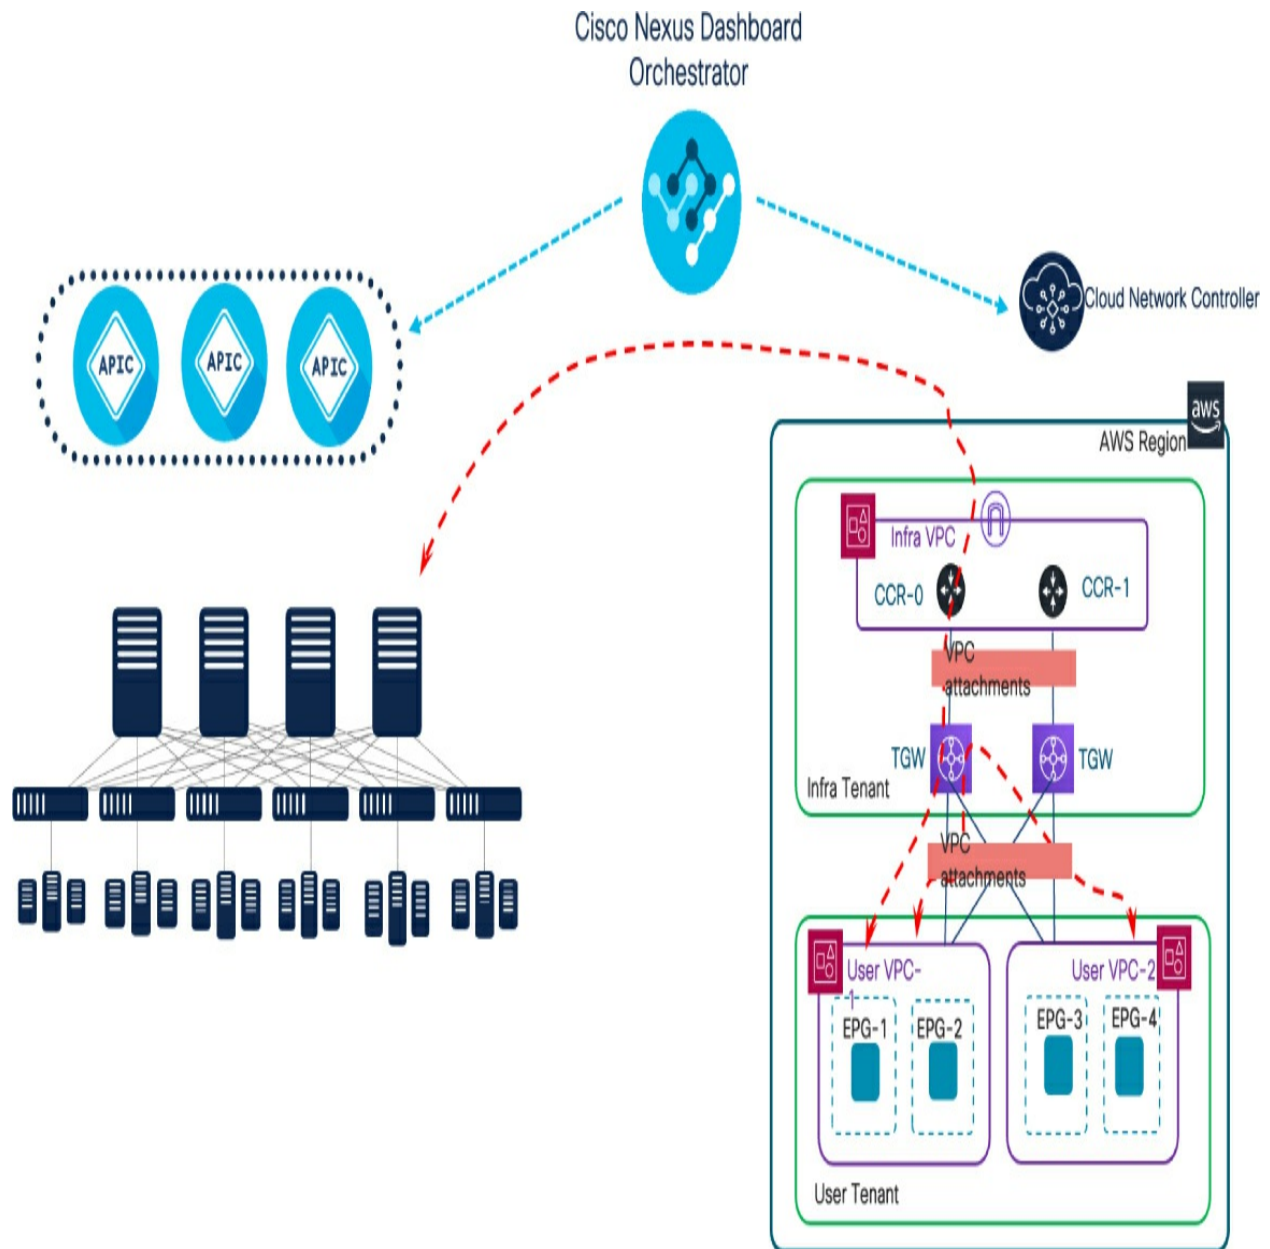 Cisco Nexus Dashboard
Orchestrator
Cloud Network Controller
APIC
APIC
APIC
aws
AWS Region
Infra VPC
CCR-0
CCR-1
VPC
attachments
TGW
TGW
Infra Tenant
VPC
attachments
User VPC-
1
User VPC-2
EPG-1
EPG-2
EPG-3
EPG-4
User Tenant